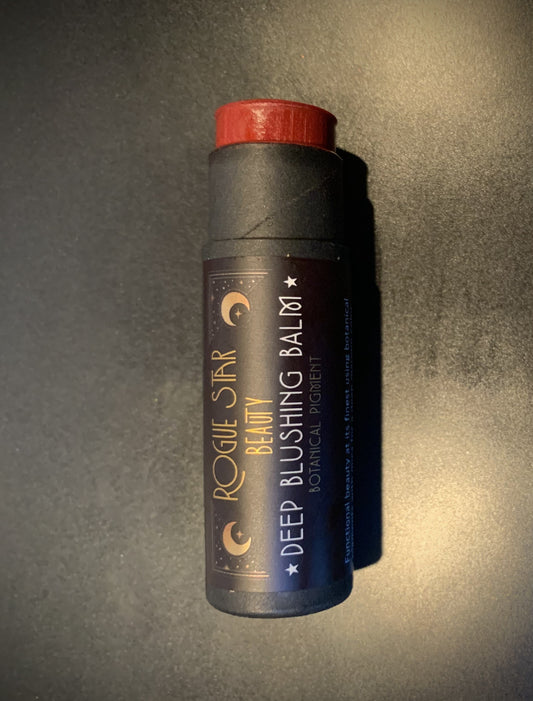 ROGUE STAR
BEAUTY
★ DEEP BLUSHING BALM ★
BOTANICAL PIGMENT
Functional beauty at its finest using botanical